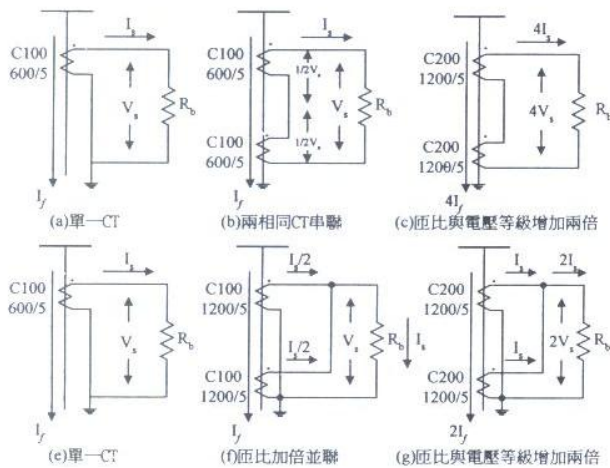 I_s
C100
600/5
V_s
R_b
I_f
(a)單一CT
I_s
C100
600/5
1/2V_s
V_s
R_b
1/2V_s
C100
600/5
I_f
(b)兩相同CT串聯
4I_s
C200
1200/5
4V_s
R_b
C200
1200/5
4I_f
(c)匝比與電壓等級增加兩倍
I_s
C100
600/5
V_s
R_b
I_f
(e)單一CT
I_s/2
C100
1200/5
V_s
R_b
I_s
I_s/2
C100
1200/5
I_f
(f)匝比加倍並聯
I_s
2I_s
C200
1200/5
2V_s
R_b
I_s
C200
1200/5
2I_f
(g)匝比與電壓等級增加兩倍